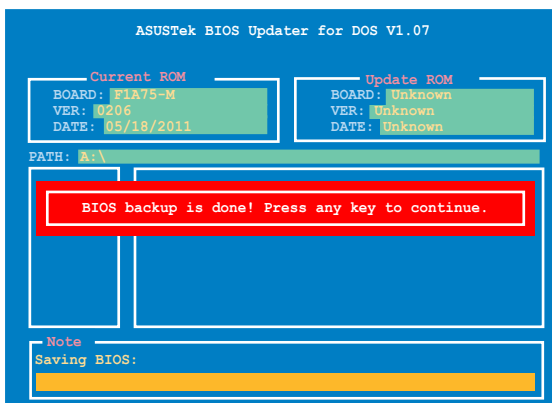 ASUSTek BIOS Updater for DOS V1.07
Current ROM
BOARD: F1A75-M
VER: 0206
DATE: 05/18/2011
Update ROM
BOARD: Unknown
VER: Unknown
DATE: Unknown
PATH: A:\
BIOS backup is done! Press any key to continue.
Note
Saving BIOS: